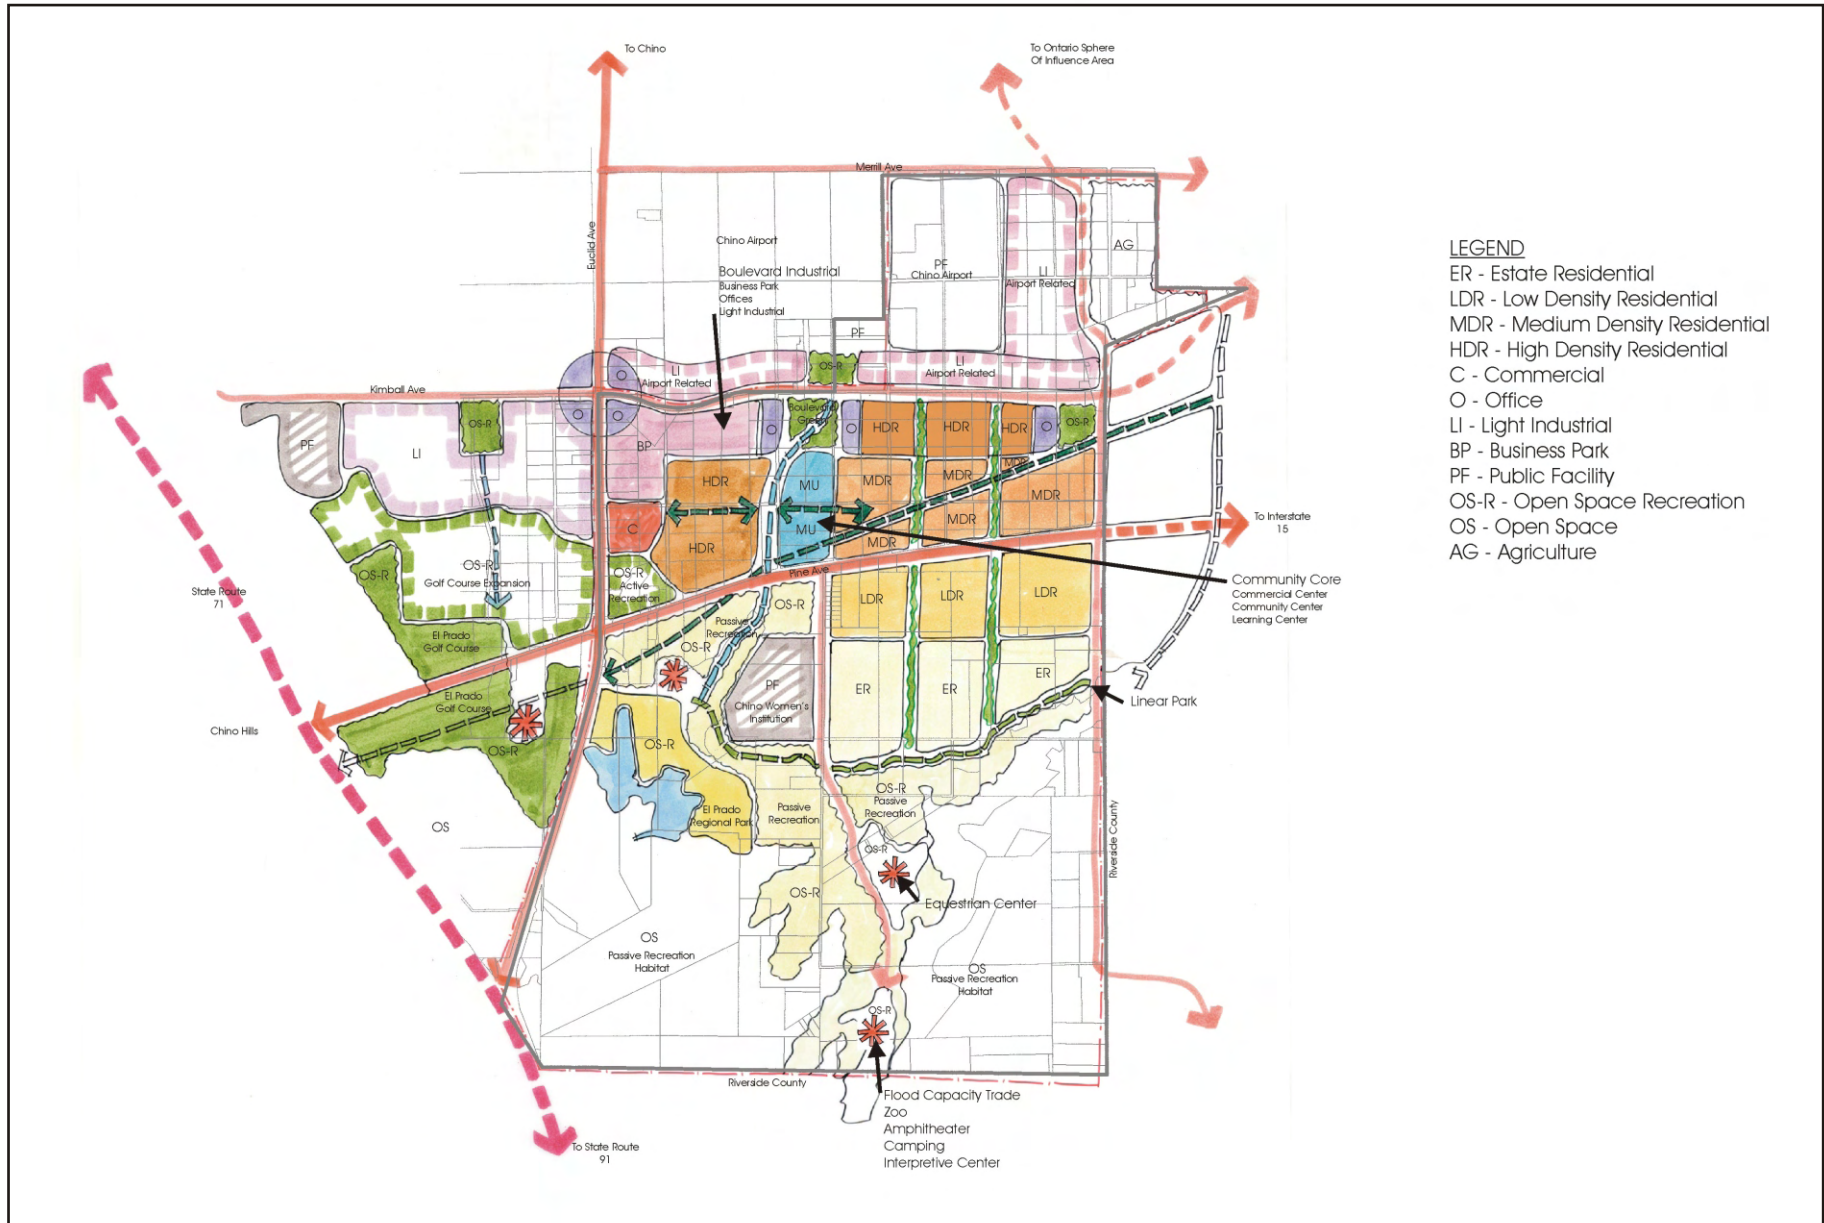 To Chino
To Ontario Sphere
Of Influence Area
Merrill Ave
Euclid Ave
Chino Airport
Boulevard Industrial
Business Park
Offices
Light Industrial
PF
Chino Airport
LI
Airport Related
AG
PF
LI
Airport Related
OS-R
LI
Airport Related
Kimball Ave
O
O
O
PF
LI
OS-R
BP
O
Boulevard
Green
O
HDR
HDR
HDR
O
OS-R
HDR
MU
MDR
MDR
MDR
MDR
C
HDR
MU
MDR
MDR
To Interstate
15
Pine Ave
OS-R
Golf Course Expansion
OS-R
OS-R
Active
Recreation
State Route
71
OS-R
LDR
LDR
LDR
Community Core
Commercial Center
Community Center
Learning Center
El Prado
Golf Course
Passive
Recreation
OS-R
PF
Chino Women's
Institution
ER
ER
ER
Linear Park
El Prado
Golf Course
Chino Hills
OS-R
OS-R
El Prado
Regional Park
Passive
Recreation
OS-R
Passive
Recreation
OS
OS-R
Equestrian Center
OS-R
Riverside County
OS
Passive Recreation
Habitat
OS
Passive Recreation
Habitat
OS-R
Riverside County
Flood Capacity Trade
Zoo
Amphitheater
Camping
Interpretive Center
To State Route
91
LEGEND
ER - Estate Residential
LDR - Low Density Residential
MDR - Medium Density Residential
HDR - High Density Residential
C - Commercial
O - Office
LI - Light Industrial
BP - Business Park
PF - Public Facility
OS-R - Open Space Recreation
OS - Open Space
AG - Agriculture